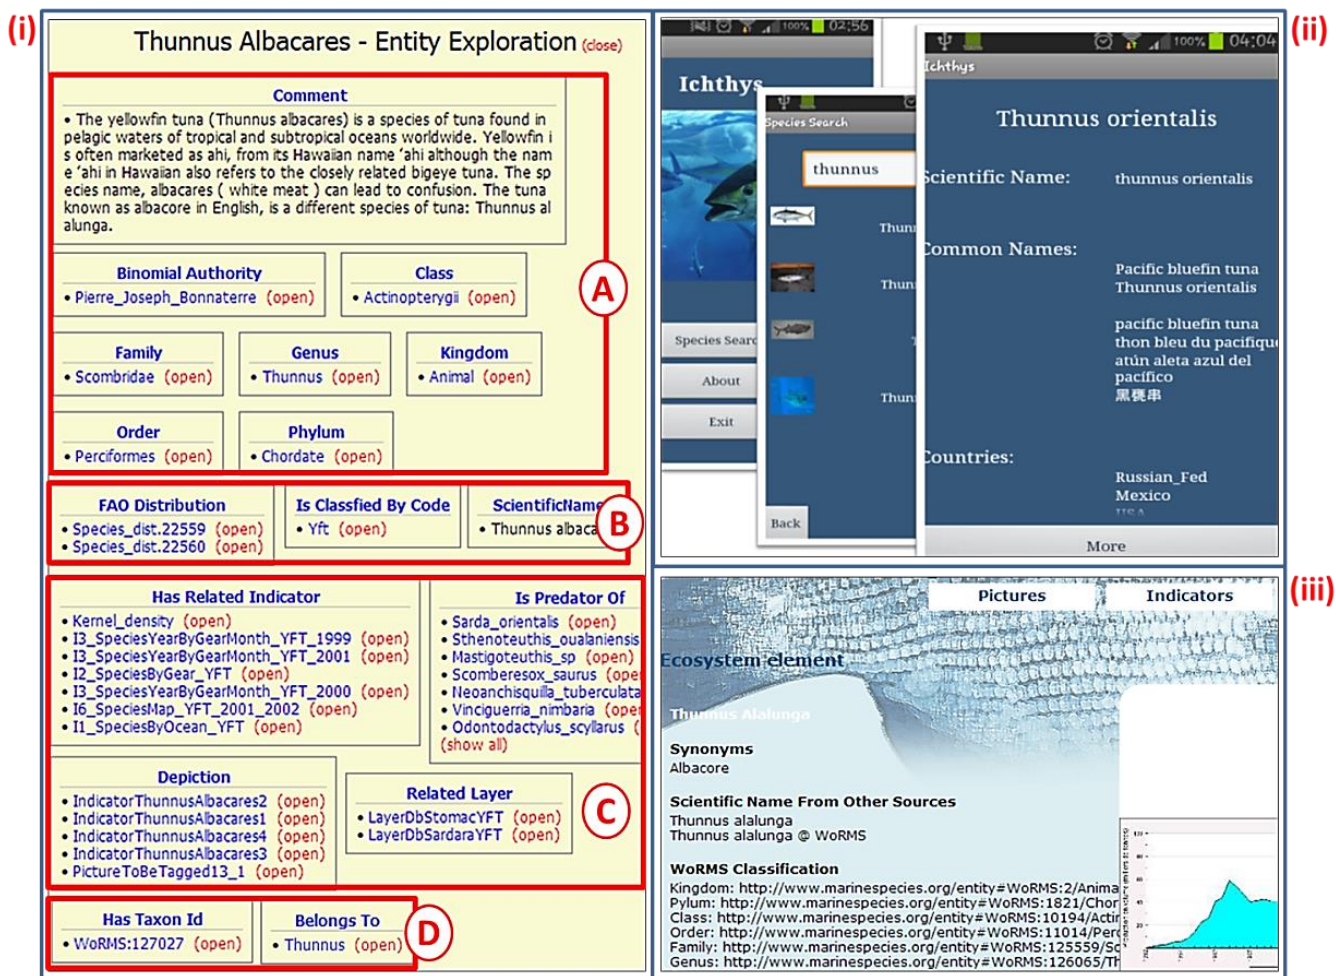 (i)
Thunnus Albacares - Entity Exploration (close)
Comment
• The yellowfin tuna (Thunnus albacares) is a species of tuna found in
pelagic waters of tropical and subtropical oceans worldwide. Yellowfin i
s often marketed as ahi, from its Hawaiian name ‘ahi although the nam
e ‘ahi in Hawaiian also refers to the closely related bigeye tuna. The sp
ecies name, albacares ( white meat ) can lead to confusion. The tuna
known as albacore in English, is a different species of tuna: Thunnus al
alunga.
Binomial Authority
• Pierre_Joseph_Bonnaterre (open)
Class
• Actinopterygii (open)
A
Family
• Scombridae (open)
Genus
• Thunnus (open)
Kingdom
• Animal (open)
Order
• Perciformes (open)
Phylum
• Chordate (open)
FAO Distribution
• Species_dist.22559 (open)
• Species_dist.22560 (open)
Is Classfied By Code
• Yft (open)
ScientificName
• Thunnus albaca
B
Has Related Indicator
• Kernel_density (open)
• I3_SpeciesYearByGearMonth_YFT_1999 (open)
• I3_SpeciesYearByGearMonth_YFT_2001 (open)
• I2_SpeciesByGear_YFT (open)
• I3_SpeciesYearByGearMonth_YFT_2000 (open)
• I6_SpeciesMap_YFT_2001_2002 (open)
• I1_SpeciesByOcean_YFT (open)
Is Predator Of
• Sarda_orientalis (open)
• Sthenoteuthis_oualaniensis
• Mastigoteuthis_sp (open)
• Scomberesox_saurus (open
• Neoanchisquilla_tuberculata
• Vinciguerria_nimbaria (open
• Odontodactylus_scyllarus (
(show all)
Depiction
• IndicatorThunnusAlbacares2 (open)
• IndicatorThunnusAlbacares1 (open)
• IndicatorThunnusAlbacares4 (open)
• IndicatorThunnusAlbacares3 (open)
• PictureToBeTagged13_1 (open)
Related Layer
• LayerDbStomacYFT (open)
• LayerDbSardaraYFT (open)
C
Has Taxon Id
• WoRMS:127027 (open)
Belongs To
• Thunnus (open)
D
(ii)
100% 02:56
Ichthys
Species Searc
About
Exit
Species Search
thunnus
Thunn
Thun
T
Thun
Back
100% 04:04
Ichthys
Thunnus orientalis
Scientific Name:
thunnus orientalis
Common Names:
Pacific bluefin tuna
Thunnus orientalis
pacific bluefin tuna
thon bleu du pacifique
atún aleta azul del
pacífico
黑甕串
Countries:
Russian_Fed
Mexico
USA
More
(iii)
Pictures
Indicators
Ecosystem element
Thunnus Alalunga
Synonyms
Albacore
Scientific Name From Other Sources
Thunnus alalunga
Thunnus alalunga @ WoRMS
WoRMS Classification
Kingdom: http://www.marinespecies.org/entity#WoRMS:2/Anima
Pylum: http://www.marinespecies.org/entity#WoRMS:1821/Chor
Class: http://www.marinespecies.org/entity#WoRMS:10194/Actin
Order: http://www.marinespecies.org/entity#WoRMS:11014/Perc
Family: http://www.marinespecies.org/entity#WoRMS:125559/Sc
Genus: http://www.marinespecies.org/entity#WoRMS:126065/Th